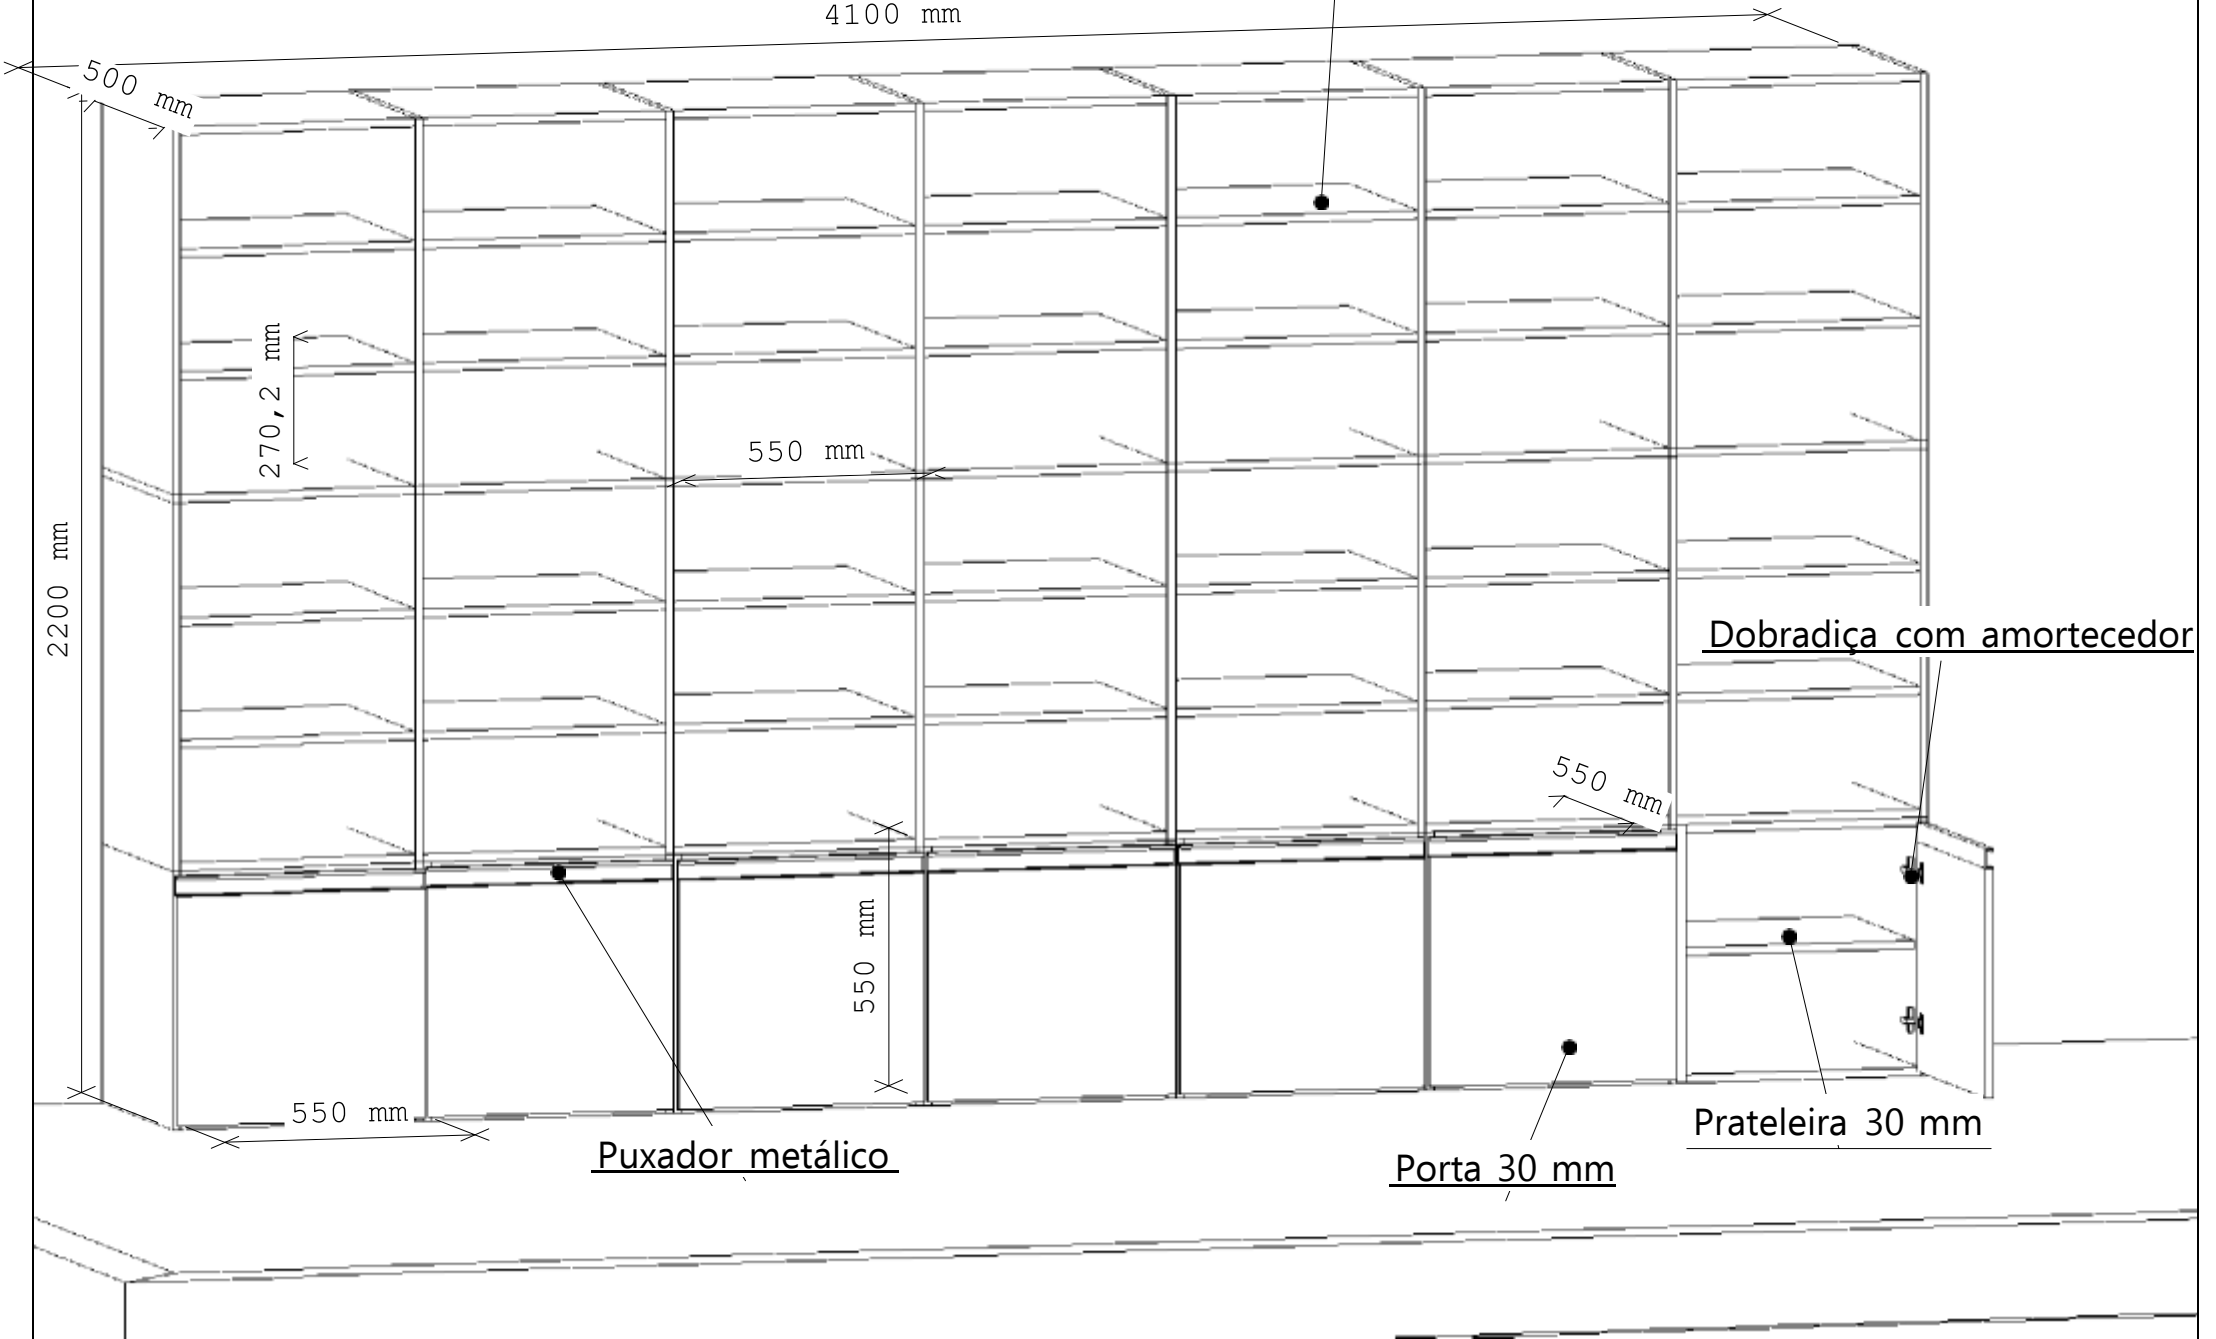 4100 mm
500 mm
270,2 mm
550 mm
2200 mm
Dobradiça com amortecedor
550 mm
550 mm
550 mm
Prateleira 30 mm
Puxador metálico
Porta 30 mm